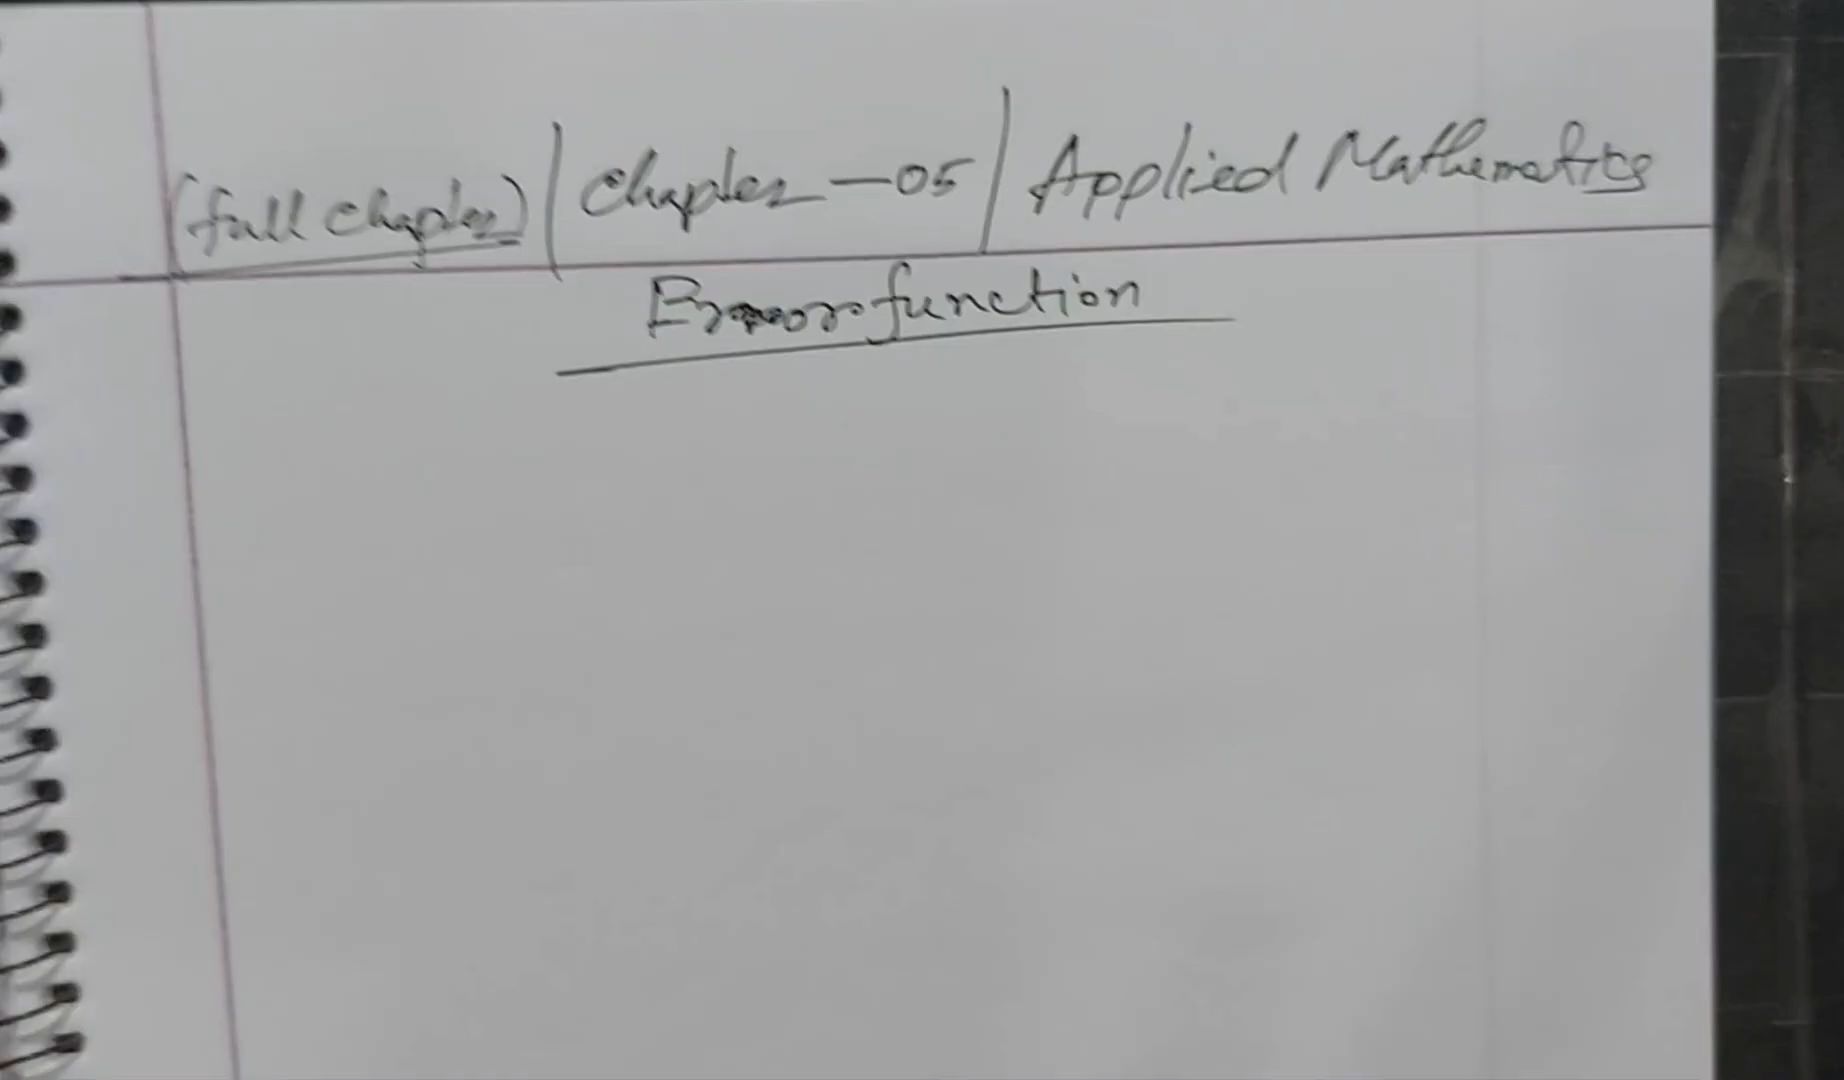 (full chapter) | Chapter - 05 | Applied Mathematics
Error function